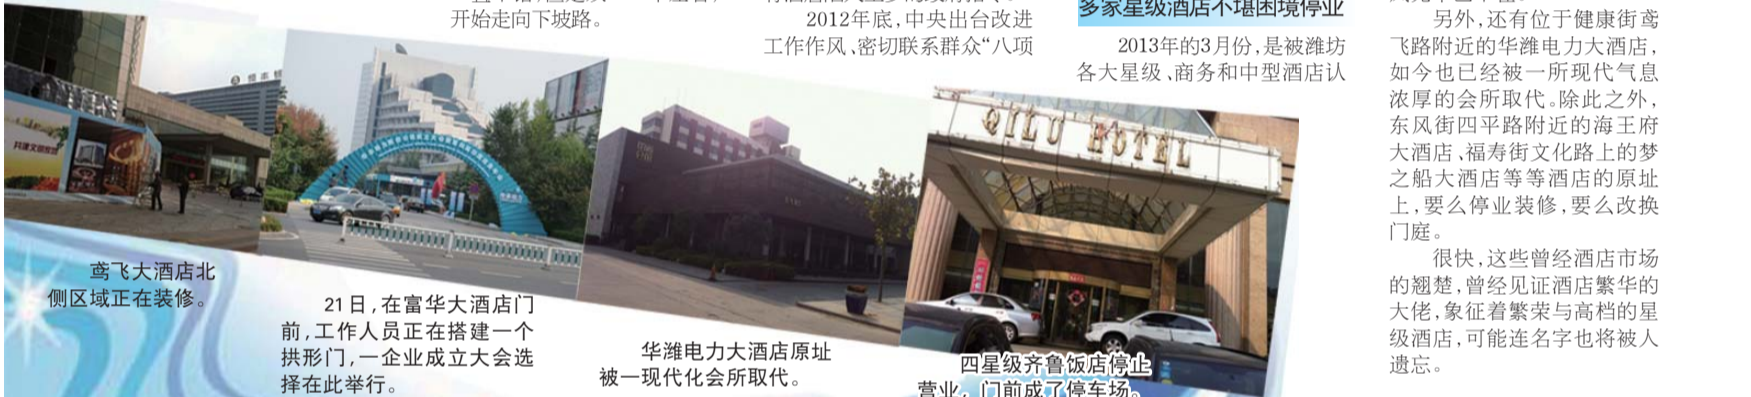 开始走向下坡路。
2012年底，中央出台改进
工作作风、密切联系群众“八项
多家星级酒店不堪困境停业
2013年的3月份，是被潍坊
各大星级、商务和中型酒店认
另外，还有位于健康街鸢
飞路附近的华潍电力大酒店，
如今也已经被一所现代气息
浓厚的会所取代。除此之外，
东风街四平路附近的海王府
大酒店、福寿街文化路上的梦
之船大酒店等等酒店的原址
上，要么停业装修，要么改换
门庭。
很快，这些曾经酒店市场
的翘楚，曾经见证酒店繁华的
大佬，象征着繁荣与高档的星
级酒店，可能连名字也将被人
遗忘。
QILU HOTEL
鸢飞大酒店北
侧区域正在装修。
21日，在富华大酒店门
前，工作人员正在搭建一个
拱形门，一企业成立大会选
择在此举行。
华潍电力大酒店原址
被一现代化会所取代。
四星级齐鲁饭店停止
营业，门前成了停车场。